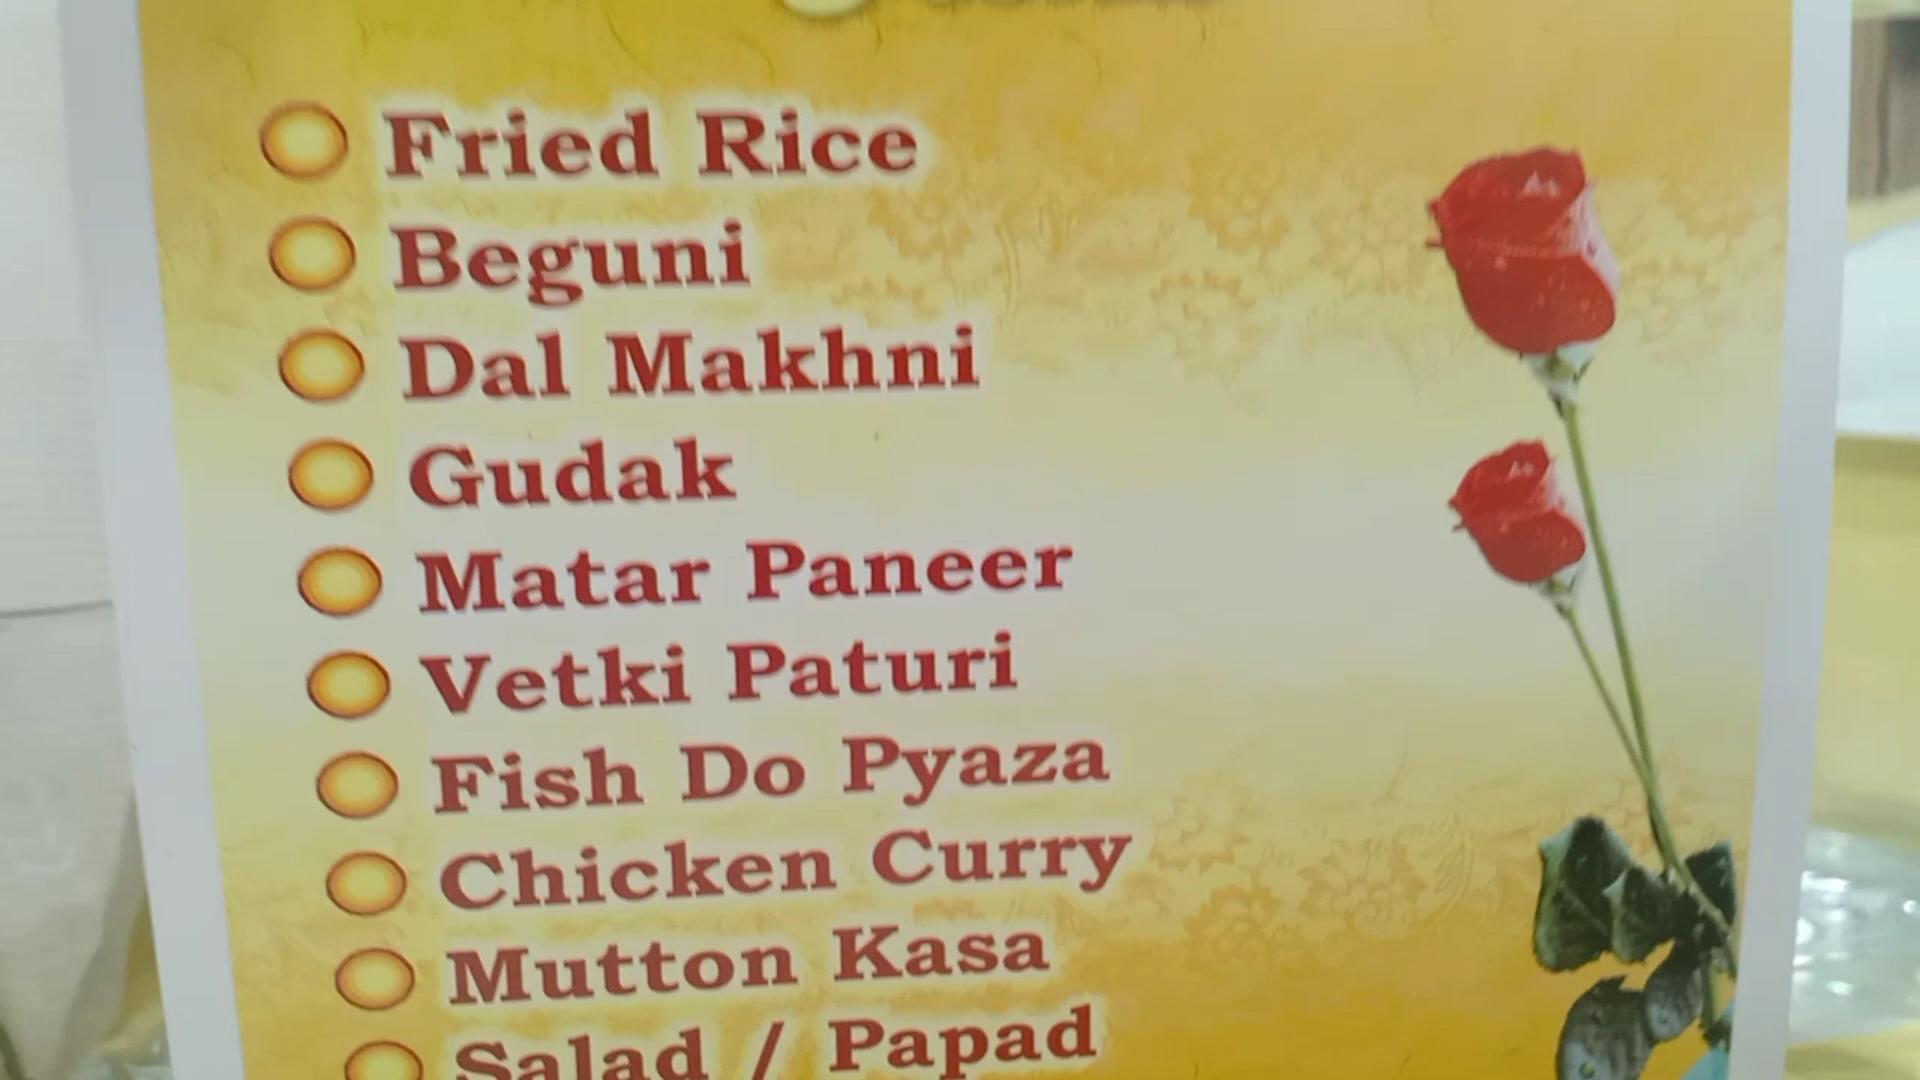 Fried Rice
Beguni
Dal Makhni
Gudak
Matar Paneer
Vetki Paturi
Fish Do Pyaza
Chicken Curry
Mutton Kasa
Salad / Papad